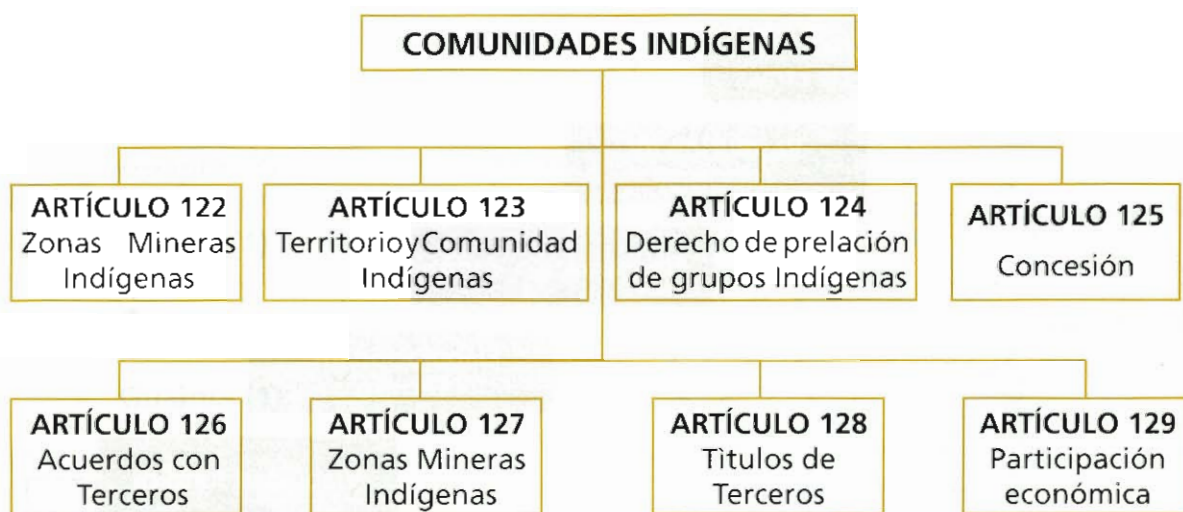 COMUNIDADES INDÍGENAS
ARTÍCULO 122
Zonas Mineras
Indígenas
ARTÍCULO 123
Territorio y Comunidad
Indígenas
ARTÍCULO 124
Derecho de prelación
de grupos Indígenas
ARTÍCULO 125
Concesión
ARTÍCULO 126
Acuerdos con
Terceros
ARTÍCULO 127
Zonas Mineras
Indígenas
ARTÍCULO 128
Tìtulos de
Terceros
ARTÍCULO 129
Participación
económica